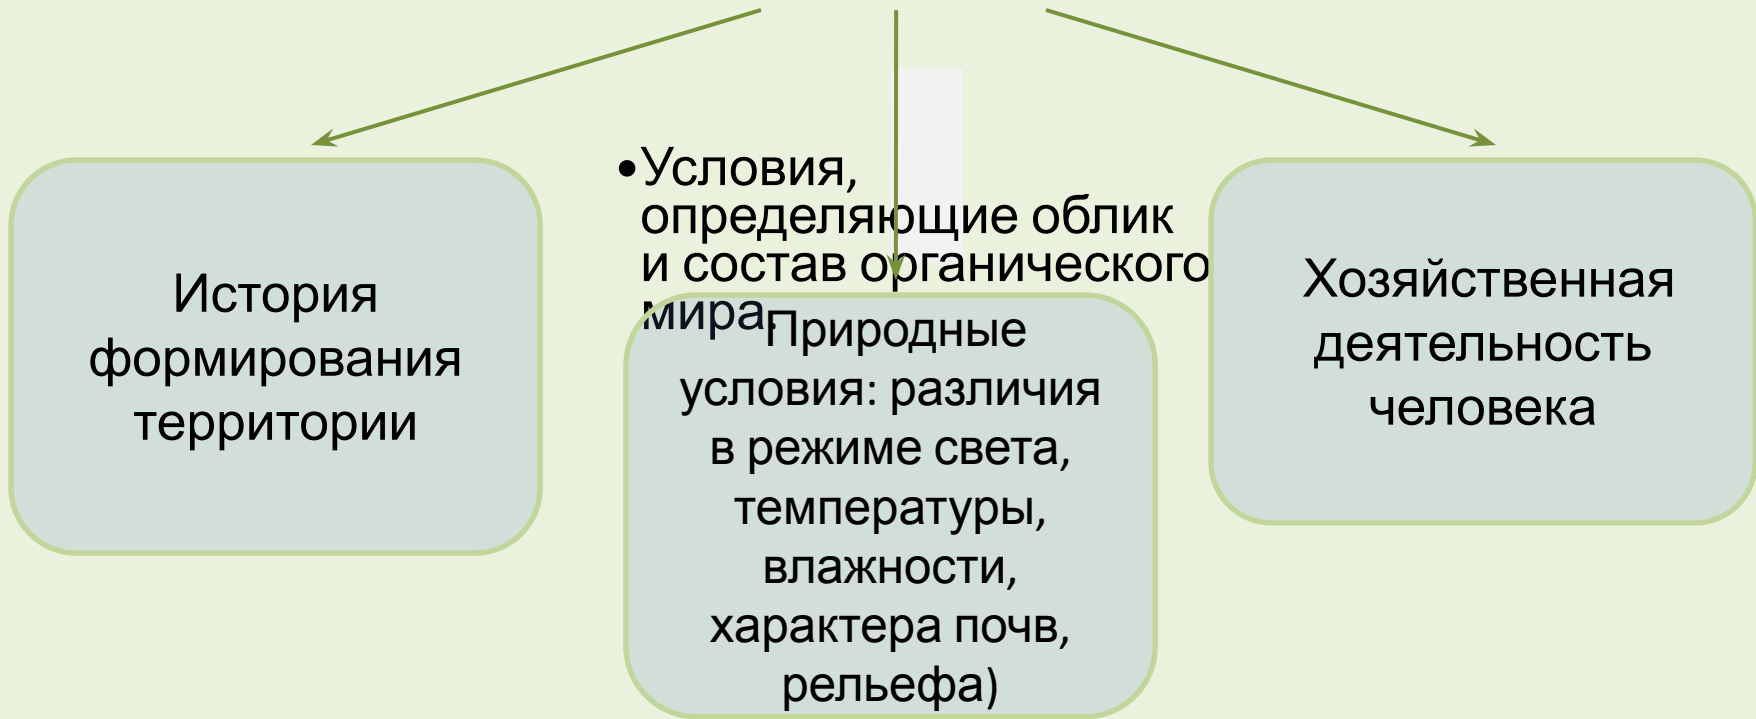 •Условия,
определяющие облик
и состав органического
мира.
История
формирования
территории
Природные
условия: различия
в режиме света,
температуры,
влажности,
характера почв,
рельефа)
Хозяйственная
деятельность
человека